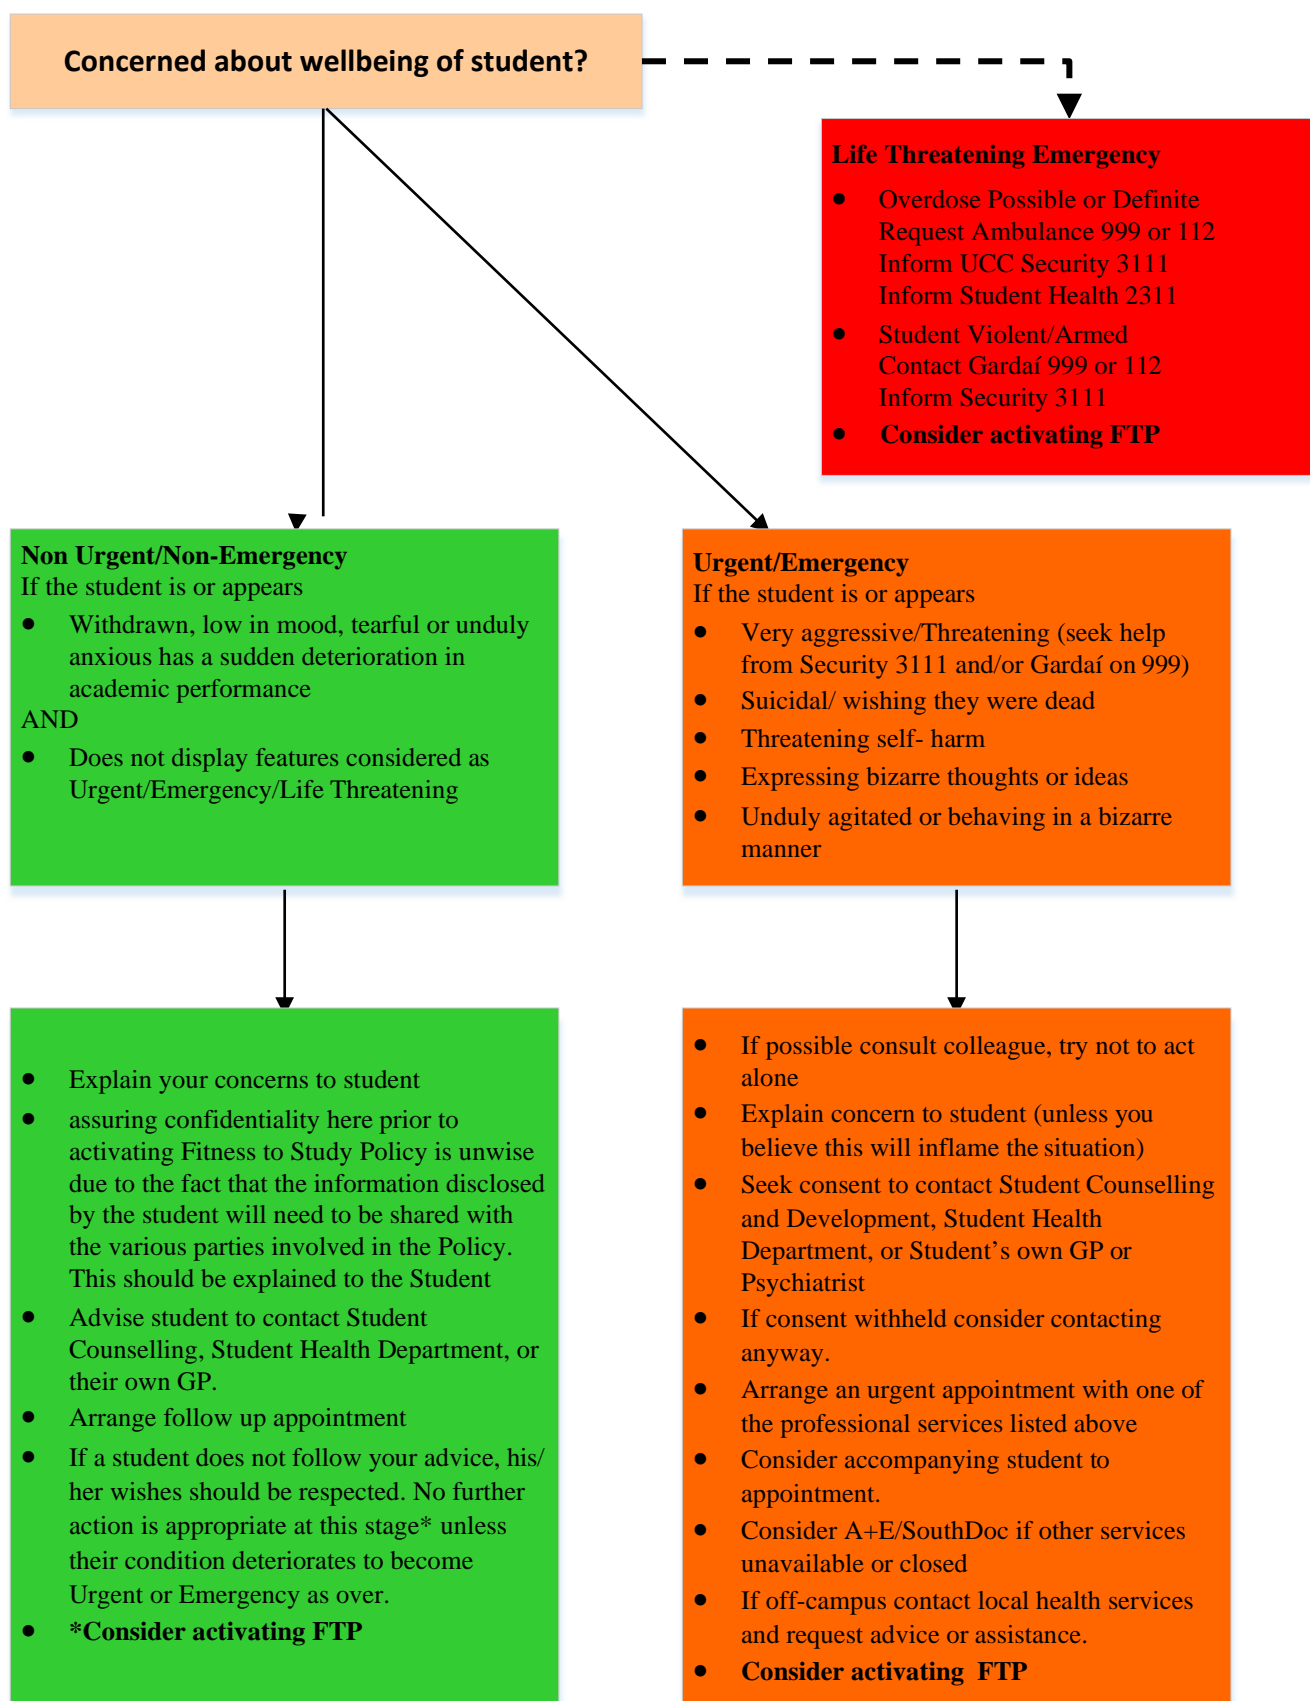 Concerned about wellbeing of student?
Life Threatening Emergency
● Overdose Possible or Definite
Request Ambulance 999 or 112
Inform UCC Security 3111
Inform Student Health 2311
● Student Violent/Armed
Contact Gardaí 999 or 112
Inform Security 3111
● Consider activating FTP
Non Urgent/Non-Emergency
If the student is or appears
● Withdrawn, low in mood, tearful or unduly
anxious has a sudden deterioration in
academic performance
AND
● Does not display features considered as
Urgent/Emergency/Life Threatening
Urgent/Emergency
If the student is or appears
● Very aggressive/Threatening (seek help
from Security 3111 and/or Gardaí on 999)
● Suicidal/ wishing they were dead
● Threatening self- harm
● Expressing bizarre thoughts or ideas
● Unduly agitated or behaving in a bizarre
manner
● Explain your concerns to student
● assuring confidentiality here prior to
activating Fitness to Study Policy is unwise
due to the fact that the information disclosed
by the student will need to be shared with
the various parties involved in the Policy.
This should be explained to the Student
● Advise student to contact Student
Counselling, Student Health Department, or
their own GP.
● Arrange follow up appointment
● If a student does not follow your advice, his/
her wishes should be respected. No further
action is appropriate at this stage* unless
their condition deteriorates to become
Urgent or Emergency as over.
● *Consider activating FTP
● If possible consult colleague, try not to act
alone
● Explain concern to student (unless you
believe this will inflame the situation)
● Seek consent to contact Student Counselling
and Development, Student Health
Department, or Student’s own GP or
Psychiatrist
● If consent withheld consider contacting
anyway.
● Arrange an urgent appointment with one of
the professional services listed above
● Consider accompanying student to
appointment.
● Consider A+E/SouthDoc if other services
unavailable or closed
● If off-campus contact local health services
and request advice or assistance.
● Consider activating FTP